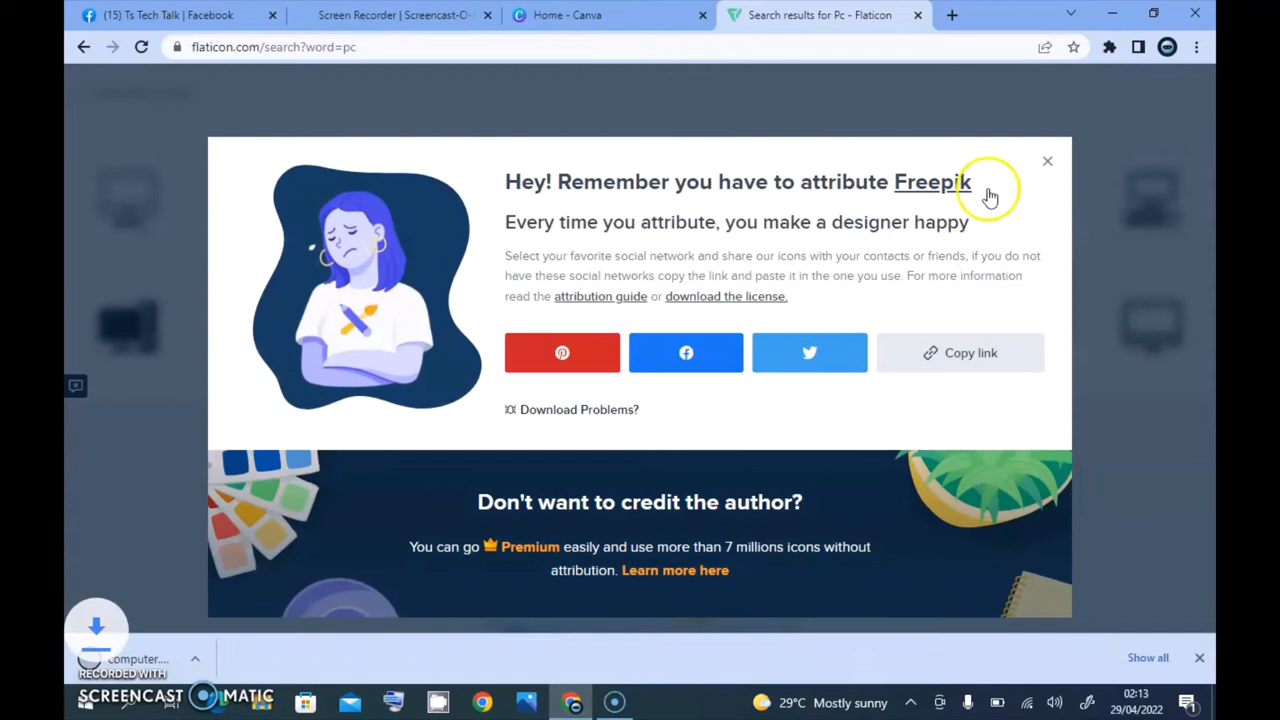 (15) Ts Tech Talk | Facebook
Screen Recorder | Screencast-O-
Home - Canva
Search results for Pc - Flaticon
flaticon.com/search?word=pc
Hey! Remember you have to attribute Freepik
Every time you attribute, you make a designer happy
Select your favorite social network and share our icons with your contacts or friends, if you do not
have these social networks copy the link and paste it in the one you use. For more information
read the attribution guide or download the license.
Copy link
Download Problems?
Don't want to credit the author?
You can go Premium easily and use more than 7 millions icons without
attribution. Learn more here
computer....
Show all
RECORDED WITH
SCREENCAST MATIC
29°C Mostly sunny
02:13
29/04/2022
1